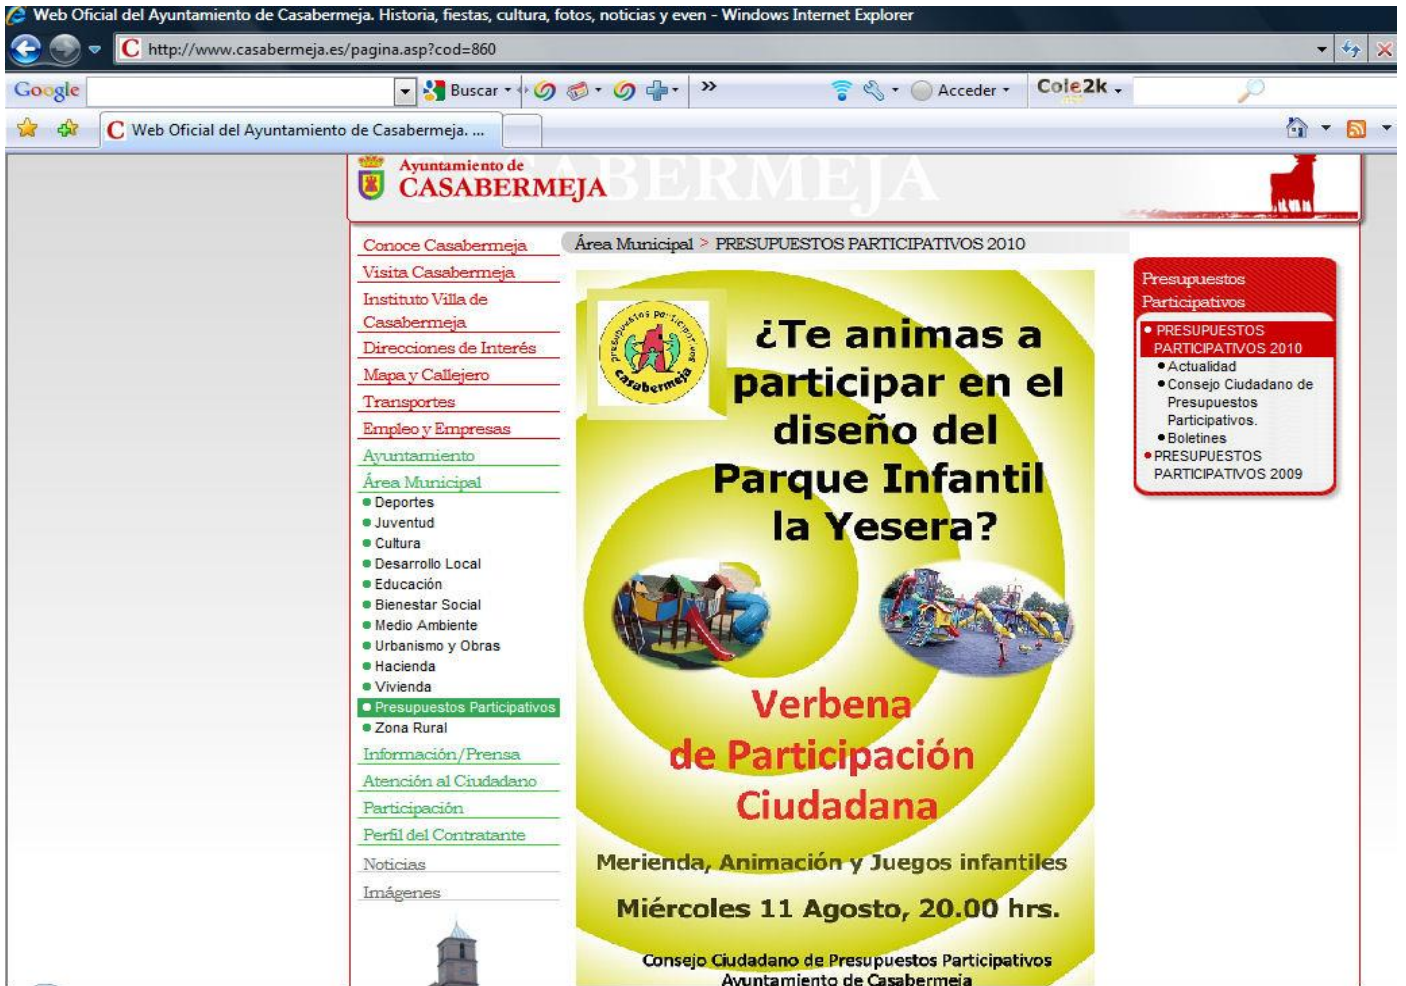 Web Oficial del Ayuntamiento de Casabermeja. Historia, fiestas, cultura, fotos, noticias y even - Windows Internet Explorer
http://www.casabermeja.es/pagina.asp?cod=860
Google
Buscar
»
Acceder
Cole2k
Web Oficial del Ayuntamiento de Casabermeja. ...
Ayuntamiento de
CASABERMEJA
Conoce Casabermeja
Visita Casabermeja
Instituto Villa de
Casabermeja
Direcciones de Interés
Mapa y Callejero
Transportes
Empleo y Empresas
Ayuntamiento
Área Municipal
Deportes
Juventud
Cultura
Desarrollo Local
Educación
Bienestar Social
Medio Ambiente
Urbanismo y Obras
Hacienda
Vivienda
Presupuestos Participativos
Zona Rural
Información/Prensa
Atención al Ciudadano
Participación
Perfil del Contratante
Noticias
Imágenes
Área Municipal > PRESUPUESTOS PARTICIPATIVOS 2010
presupuestos participativos
casabermeja
¿Te animas a
participar en el
diseño del
Parque Infantil
la Yesera?
Verbena
de Participación
Ciudadana
Merienda, Animación y Juegos infantiles
Miércoles 11 Agosto, 20.00 hrs.
Consejo Ciudadano de Presupuestos Participativos
Ayuntamiento de Casabermeja
Presupuestos
Participativos
PRESUPUESTOS
PARTICIPATIVOS 2010
Actualidad
Consejo Ciudadano de
Presupuestos
Participativos.
Boletines
PRESUPUESTOS
PARTICIPATIVOS 2009